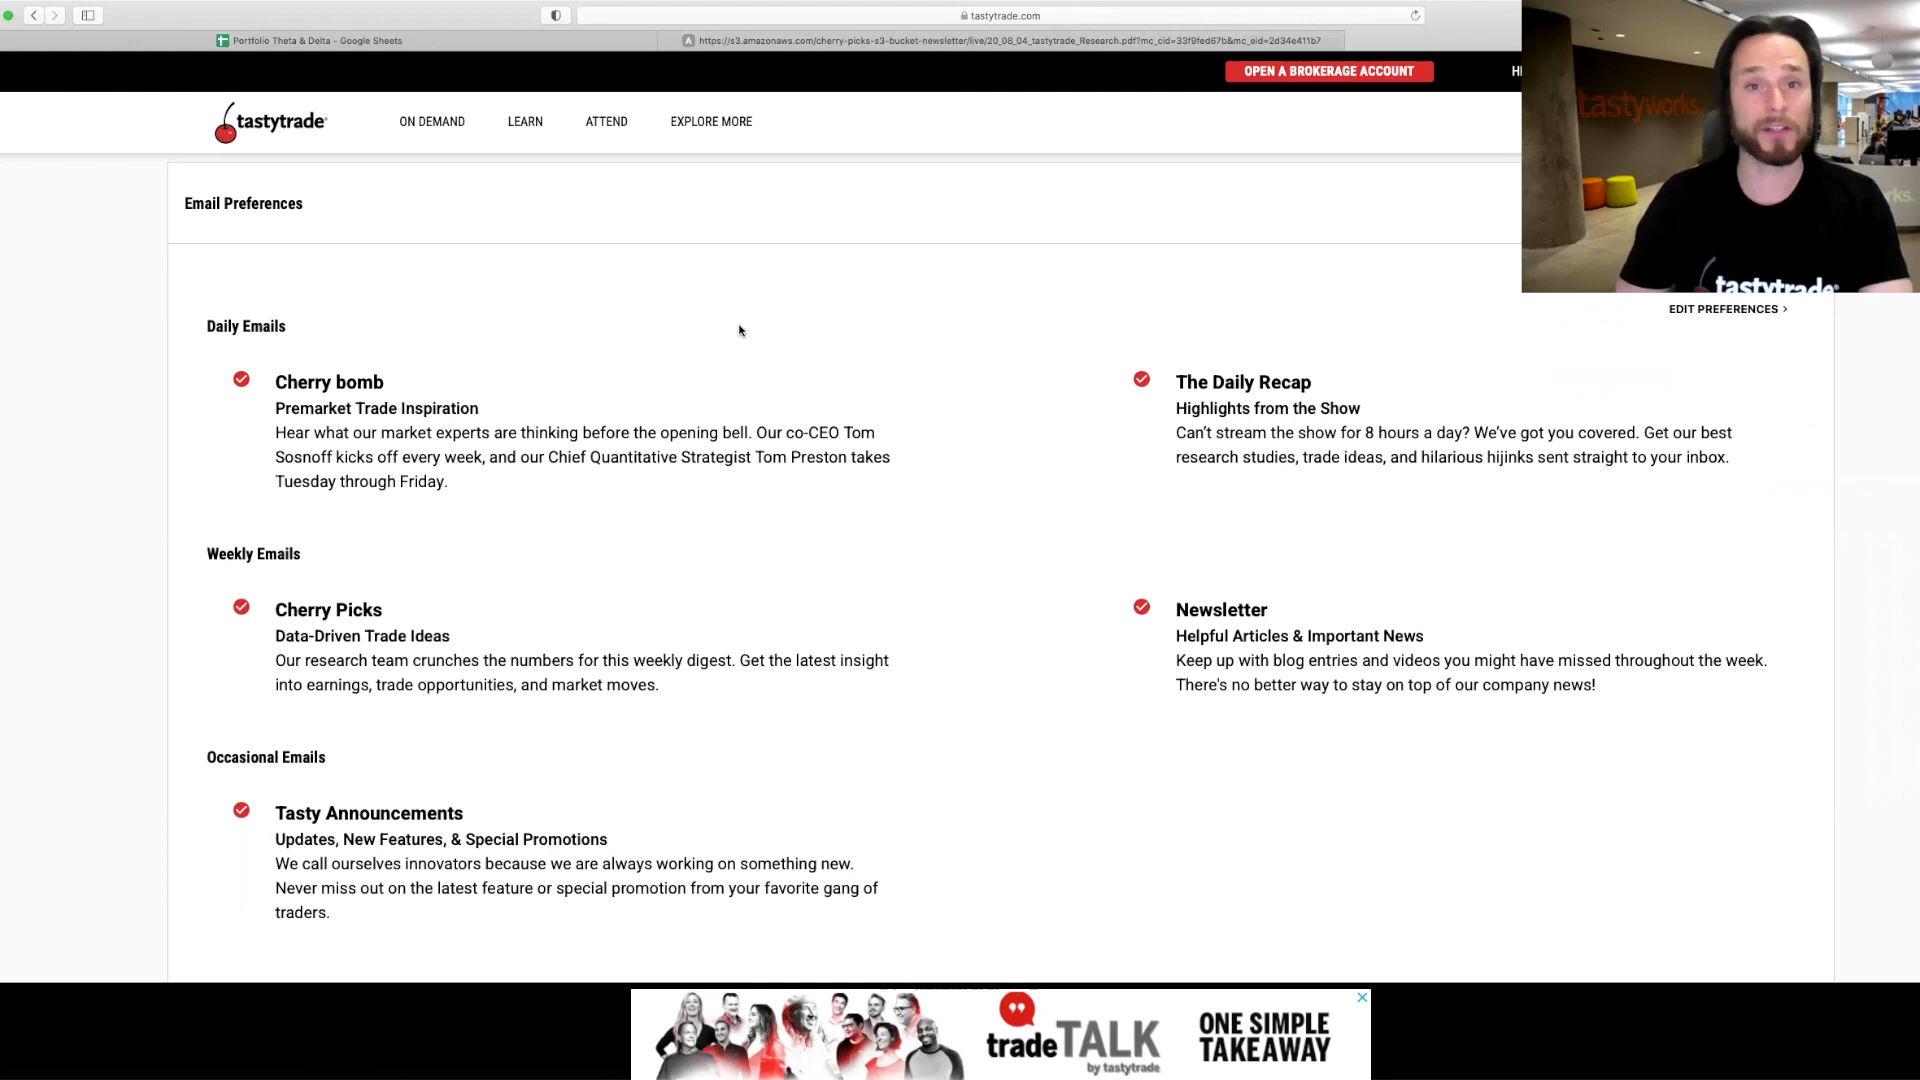 tastytrade.com
Portfolio Theta & Delta - Google Sheets
https://s3.amazonaws.com/cherry-picks-s3-bucket-newsletter/live/20_08_04_tastytrade_Research.pdf?mc_cid=33f9fed67b&mc_eid=2d34e411b7
OPEN A BROKERAGE ACCOUNT
tastytrade
ON DEMAND
LEARN
ATTEND
EXPLORE MORE
tastyworks.
tastytrade
Email Preferences
EDIT PREFERENCES >
Daily Emails
Cherry bomb
Premarket Trade Inspiration
Hear what our market experts are thinking before the opening bell. Our co-CEO Tom
Sosnoff kicks off every week, and our Chief Quantitative Strategist Tom Preston takes
Tuesday through Friday.
The Daily Recap
Highlights from the Show
Can’t stream the show for 8 hours a day? We’ve got you covered. Get our best
research studies, trade ideas, and hilarious hijinks sent straight to your inbox.
Weekly Emails
Cherry Picks
Data-Driven Trade Ideas
Our research team crunches the numbers for this weekly digest. Get the latest insight
into earnings, trade opportunities, and market moves.
Newsletter
Helpful Articles & Important News
Keep up with blog entries and videos you might have missed throughout the week.
There's no better way to stay on top of our company news!
Occasional Emails
Tasty Announcements
Updates, New Features, & Special Promotions
We call ourselves innovators because we are always working on something new.
Never miss out on the latest feature or special promotion from your favorite gang of
traders.
tradeTALK
by tastytrade
ONE SIMPLE
TAKEAWAY